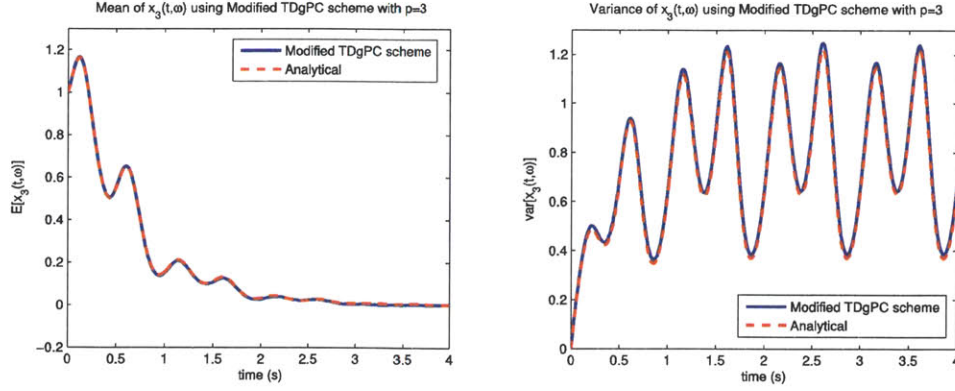 Mean of x₃(t,ω) using Modified TDgPC scheme with p=3
E[x₃(t,ω)]
1.2
1
0.8
0.6
0.4
0.2
0
−0.2
Modified TDgPC scheme
Analytical
0 0.5 1 1.5 2 2.5 3 3.5 4
time (s)
Variance of x₃(t,ω) using Modified TDgPC scheme with p=3
var[x₃(t,ω)]
1.2
1
0.8
0.6
0.4
0.2
0
Modified TDgPC scheme
Analytical
0 0.5 1 1.5 2 2.5 3 3.5 4
time (s)